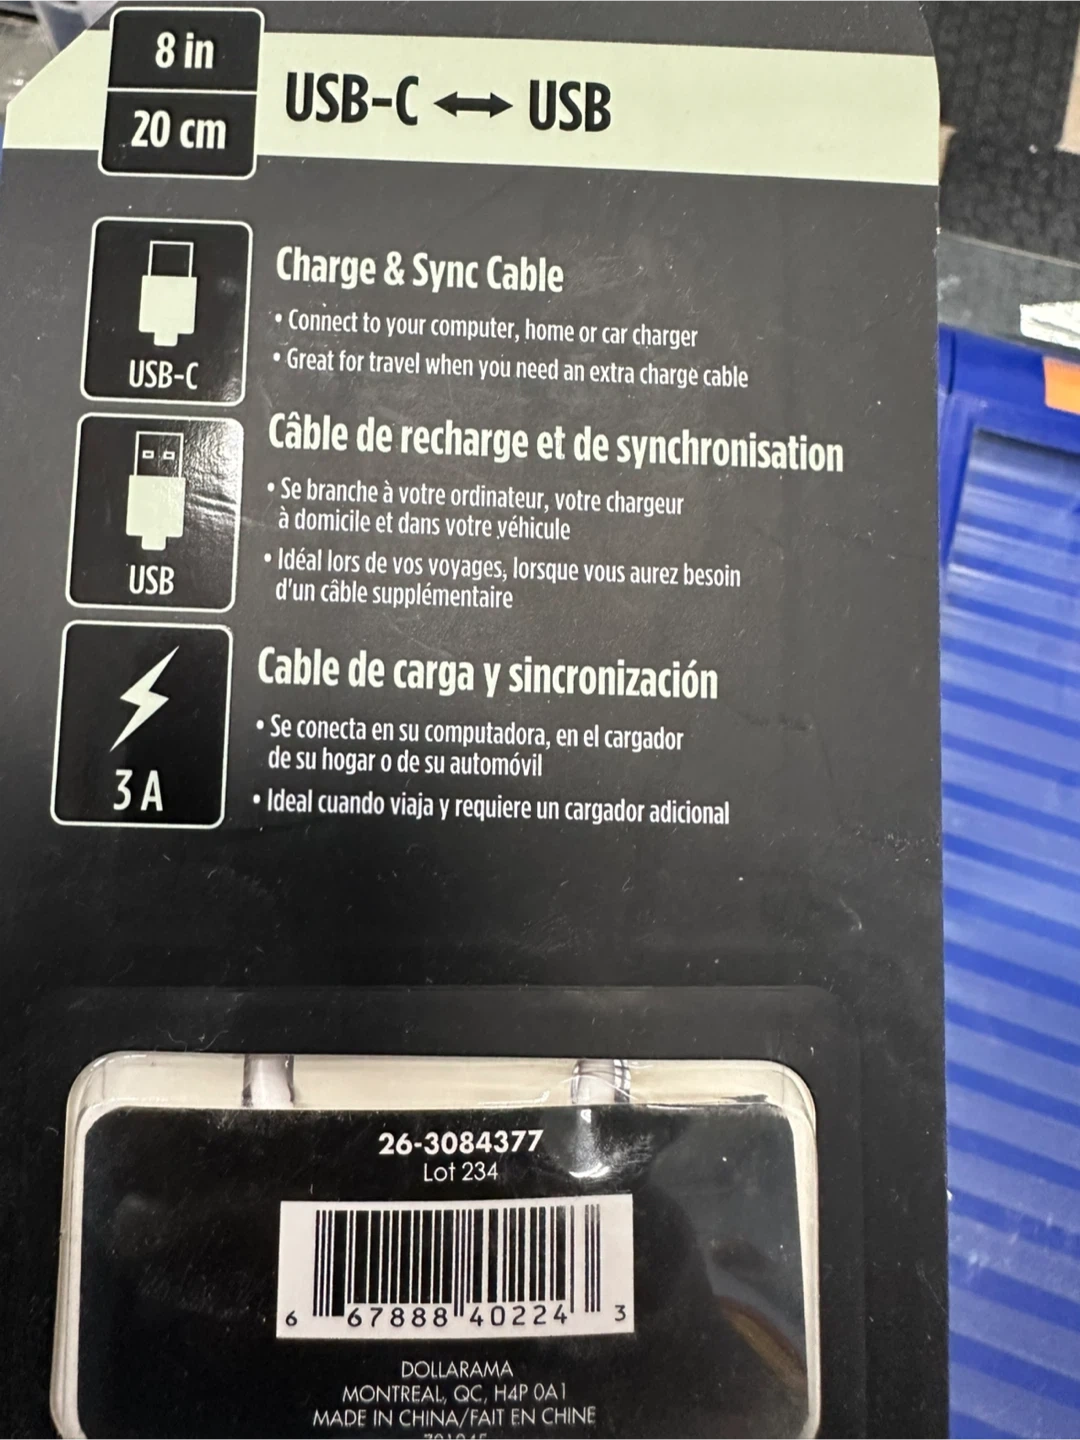 8 in
20 cm
USB-C ↔ USB
USB-C
Charge & Sync Cable
• Connect to your computer, home or car charger
• Great for travel when you need an extra charge cable
USB
Câble de recharge et de synchronisation
• Se branche à votre ordinateur, votre chargeur
à domicile et dans votre véhicule
• Idéal lors de vos voyages, lorsque vous aurez besoin
d'un câble supplémentaire
3 A
Cable de carga y sincronización
• Se conecta en su computadora, en el cargador
de su hogar o de su automóvil
• Ideal cuando viaja y requiere un cargador adicional
26-3084377
Lot 234
6 67888 40224 3
DOLLARAMA
MONTREAL, QC, H4P 0A1
MADE IN CHINA/FAIT EN CHINE